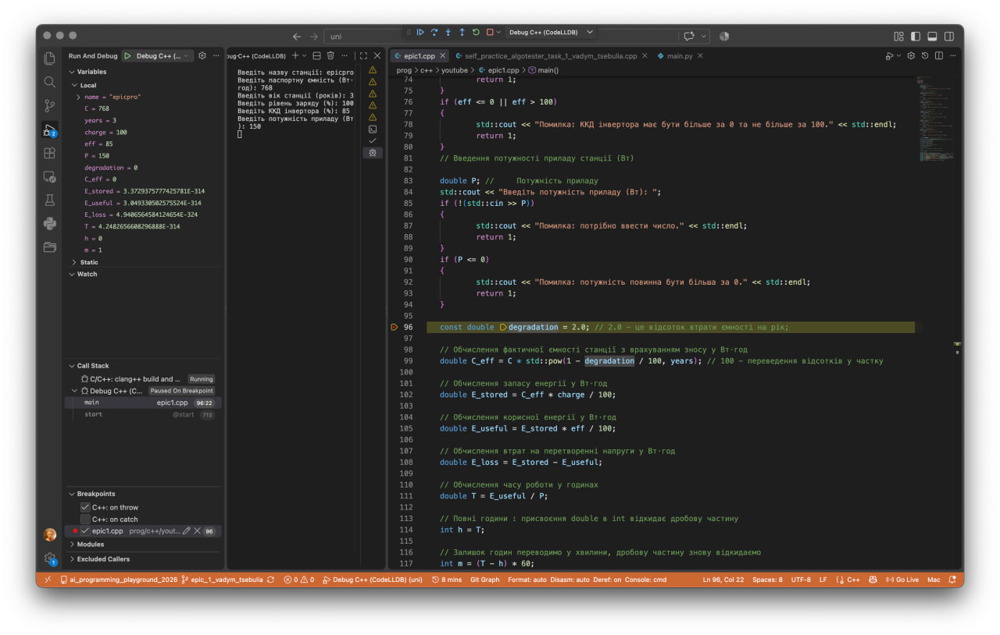 uni
Debug C++ (CodeLLDB)
Run And Debug
Debug C++ (...
Variables
Local
name = "epicpro"
C = 768
years = 3
charge = 100
eff = 85
P = 150
degradation = 0
C_eff = 0
E_stored = 3.3729375777425781E-314
E_useful = 3.049330502575524E-314
E_loss = 4.9406564584124654E-324
T = 4.2482656608296888E-314
h = 0
m = 1
Static
Watch
Call Stack
C/C++: clang++ build and ... Running
Debug C++ (C... Paused On Breakpoint
main epic1.cpp 96:22
start @start 713
Breakpoints
C++: on throw
C++: on catch
epic1.cpp prog/c++/yout... 96
Modules
Excluded Callers
2
1
bug C++ (CodeLLDB)
Введіть назву станції: epicpro
Введіть паспортну ємність (Вт·
год): 768
Введіть вік станції (років): 3
Введіть рівень заряду (%): 100
Введіть ККД інвертора (%): 85
Введіть потужність приладу (Вт
): 150
epic1.cpp
self_practice_algotester_task_1_vadym_tsebulia.cpp
main.py
prog > c++ > youtube > epic1.cpp > main()
74 return 1;
75 }
76 if (eff <= 0 || eff > 100)
77 {
78 std::cout << "Помилка: ККД інвертора має бути більше за 0 та не більше за 100." << std::endl;
79 return 1;
80 }
81 // Введення потужності приладу станції (Вт)
82
83 double P; // Потужність приладу
84 std::cout << "Введіть потужність приладу (Вт): ";
85 if (!(std::cin >> P))
86 {
87 std::cout << "Помилка: потрібно ввести число." << std::endl;
88 return 1;
89 }
90 if (P <= 0)
91 {
92 std::cout << "Помилка: потужність повинна бути більша за 0." << std::endl;
93 return 1;
94 }
95
96 const double degradation = 2.0; // 2.0 - це відсоток втрати ємності на рік;
97
98 // Обчислення фактичної ємності станції з врахуванням зносу у Вт·год
99 double C_eff = C * std::pow(1 - degradation / 100, years); // 100 - переведення відсотків у частку
100
101 // Обчислення запасу енергії у Вт·год
102 double E_stored = C_eff * charge / 100;
103
104 // Обчислення корисної енергії у Вт·год
105 double E_useful = E_stored * eff / 100;
106
107 // Обчислення втрат на перетворенні напруги у Вт·год
108 double E_loss = E_stored - E_useful;
109
110 // Обчислення часу роботи у годинах
111 double T = E_useful / P;
112
113 // Повні години : присвоєння double в int відкидає дробову частину
114 int h = T;
115
116 // Залишок годин переводимо у хвилини, дробову частину знову відкидаємо
117 int m = (T - h) * 60;
ai_programming_playground_2026 epic_1_vadym_tsebulia 0 0 Debug C++ (CodeLLDB) (uni) 8 mins Git Graph Format: auto Disasm: auto Deref: on Console: cmd Ln 96, Col 22 Spaces: 8 UTF-8 LF C++ Go Live Mac